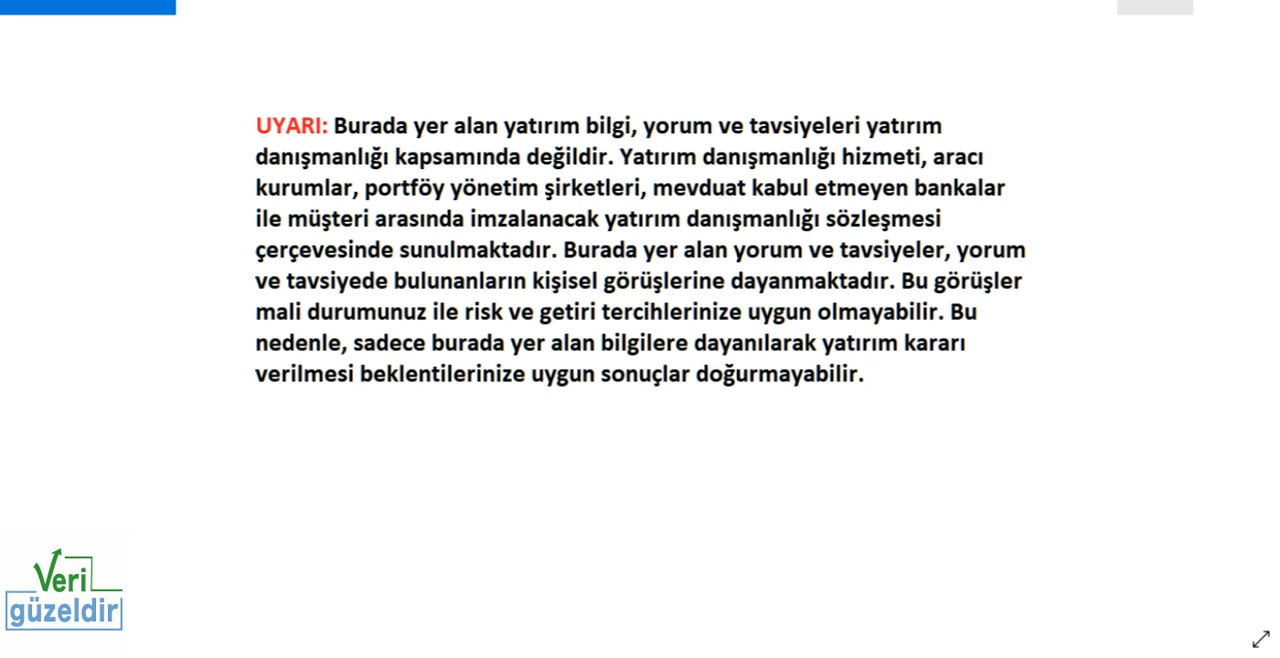 UYARI: Burada yer alan yatırım bilgi, yorum ve tavsiyeleri yatırım
danışmanlığı kapsamında değildir. Yatırım danışmanlığı hizmeti, aracı
kurumlar, portföy yönetim şirketleri, mevduat kabul etmeyen bankalar
ile müşteri arasında imzalanacak yatırım danışmanlığı sözleşmesi
çerçevesinde sunulmaktadır. Burada yer alan yorum ve tavsiyeler, yorum
ve tavsiyede bulunanların kişisel görüşlerine dayanmaktadır. Bu görüşler
mali durumunuz ile risk ve getiri tercihlerinize uygun olmayabilir. Bu
nedenle, sadece burada yer alan bilgilere dayanılarak yatırım kararı
verilmesi beklentilerinize uygun sonuçlar doğurmayabilir.
Veri
güzeldir